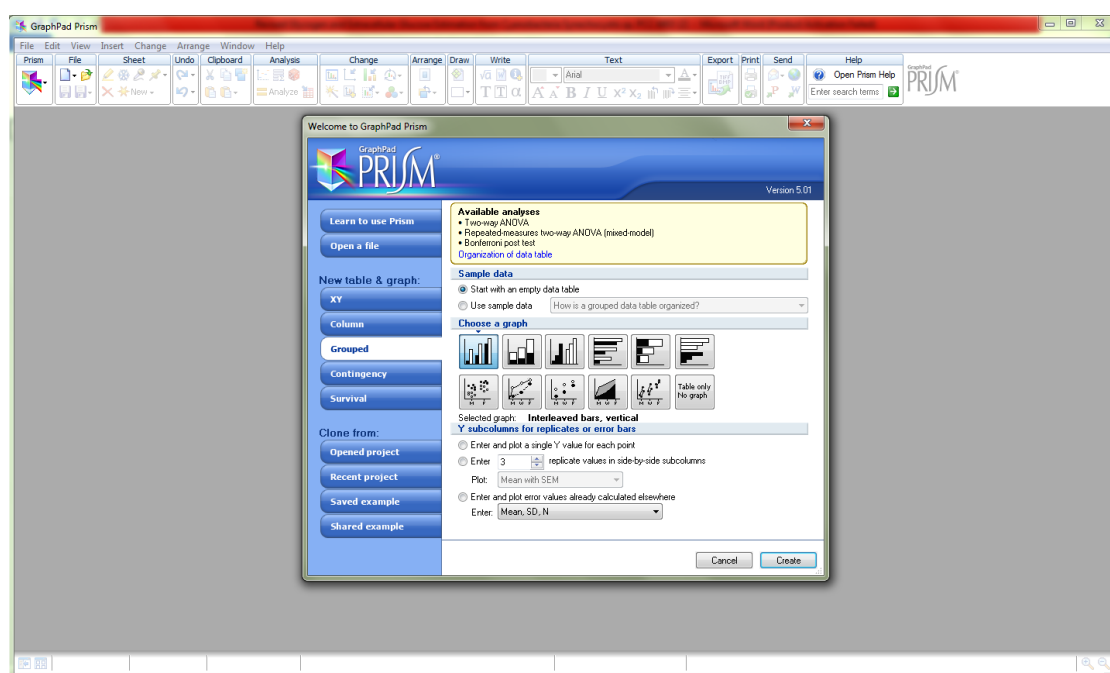 GraphPad Prism
File Edit View Insert Change Arrange Window Help
Prism File Sheet Undo Clipboard Analysis Change Arrange Draw Write Text Export Print Send Help
New
Analyze
Arial
Open Prism Help
Enter search terms
GraphPad
PRISM
Welcome to GraphPad Prism
GraphPad
PRISM®
Version 5.01
Learn to use Prism
Open a file
New table & graph:
XY
Column
Grouped
Contingency
Survival
Clone from:
Opened project
Recent project
Saved example
Shared example
Available analyses
• Two-way ANOVA
• Repeated-measures two-way ANOVA (mixed-model)
• Bonferroni post test
Organization of data table
Sample data
Start with an empty data table
Use sample data How is a grouped data table organized?
Choose a graph
M W F M W F M W F M W F M W F
Table only
No graph
Selected graph: Interleaved bars, vertical
Y subcolumns for replicates or error bars
Enter and plot a single Y value for each point
Enter 3 replicate values in side-by-side subcolumns
Plot: Mean with SEM
Enter and plot error values already calculated elsewhere
Enter: Mean, SD, N
Cancel Create